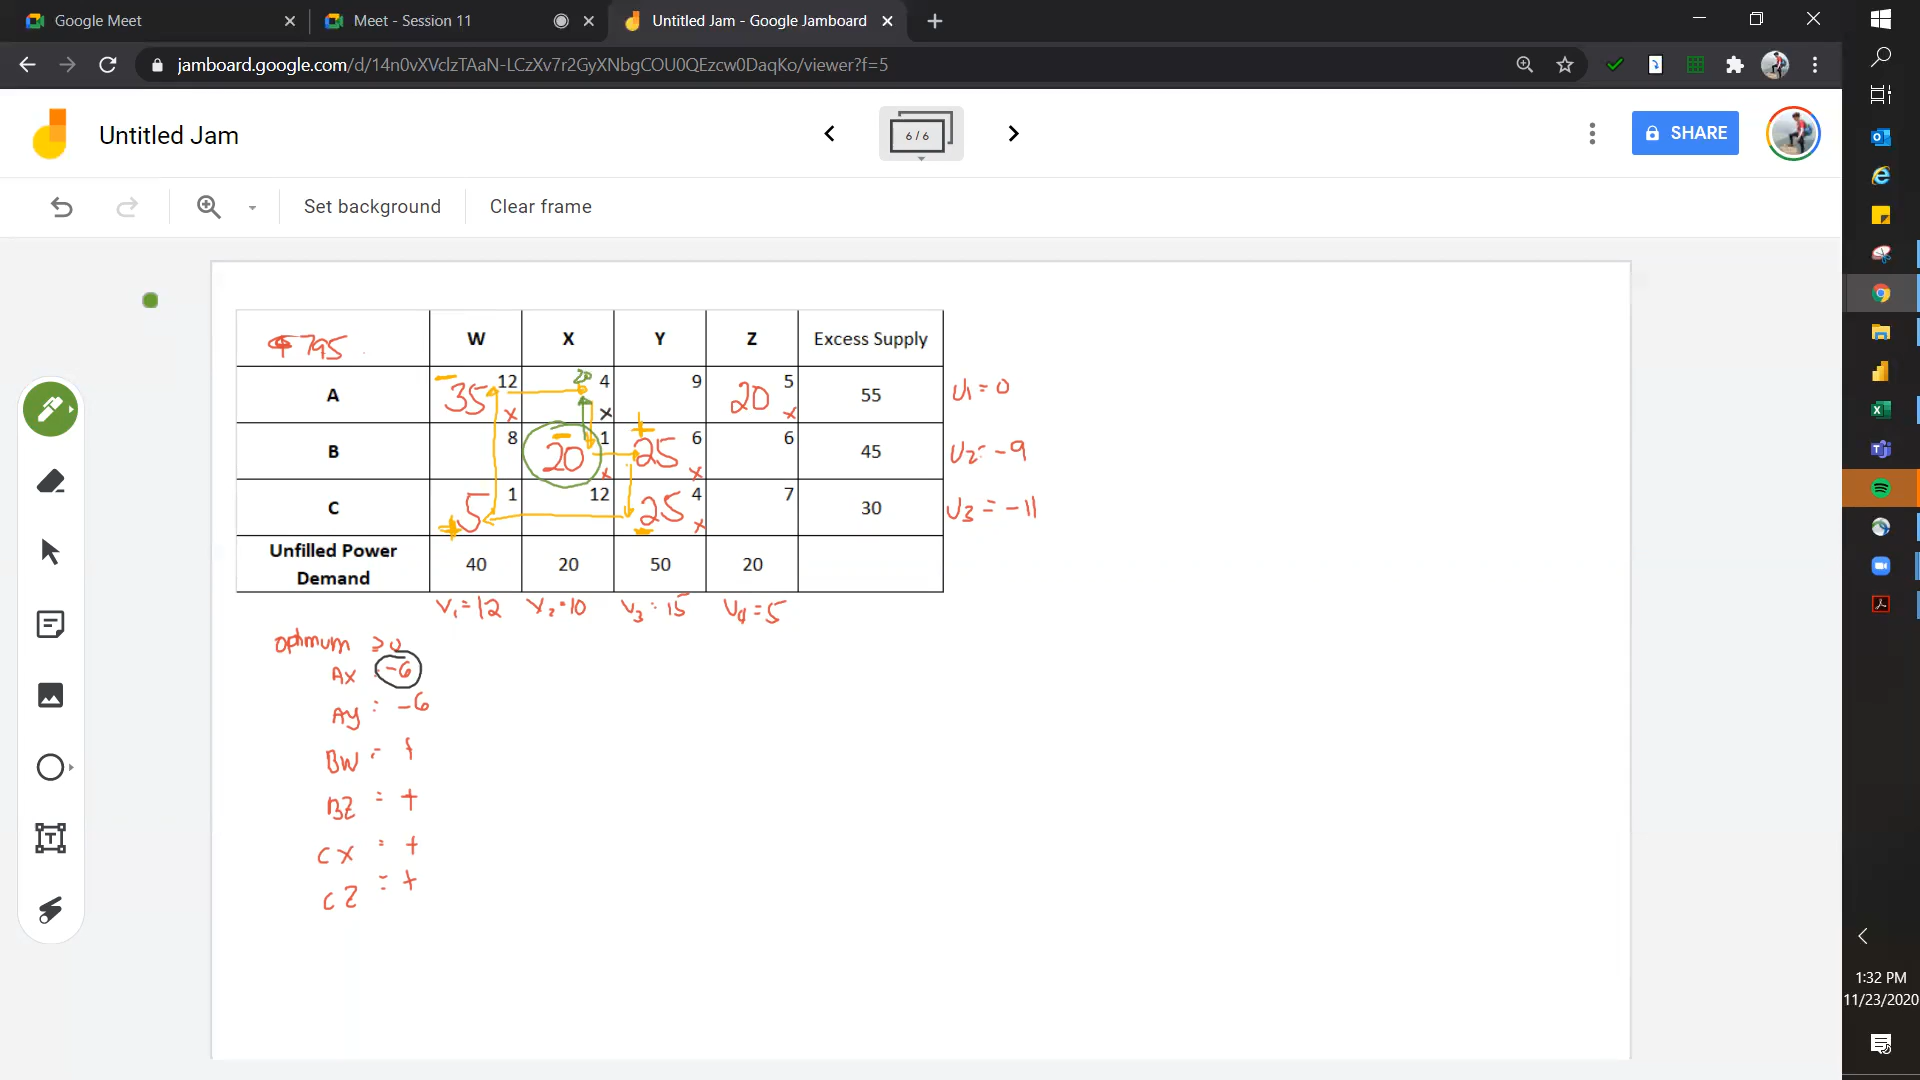 Google Meet
Meet - Session 11
Untitled Jam - Google Jamboard
jamboard.google.com/d/14n0vXVclzTAaN-LCzXv7r2GyXNbgCOU0QEzcw0DaqKo/viewer?f=5
Untitled Jam
6 / 6
SHARE
Set background
Clear frame
$795 W X Y Z Excess Supply
A 35 12 x 20 4 x 9 20 5 x 55 U1 = 0
B 8 20 1 x 25 6 x 6 45 U2 = -9
C 5 1 12 25 4 x 7 30 U3 = -11
Unfilled Power Demand 40 20 50 20
V1 = 12 V2 = 10 V3 : 15 V4 = 5
optimum ≥ 0
AX : -6
Ay : -6
BW = +
BZ = +
CX = +
CZ = +
1:32 PM
11/23/2020